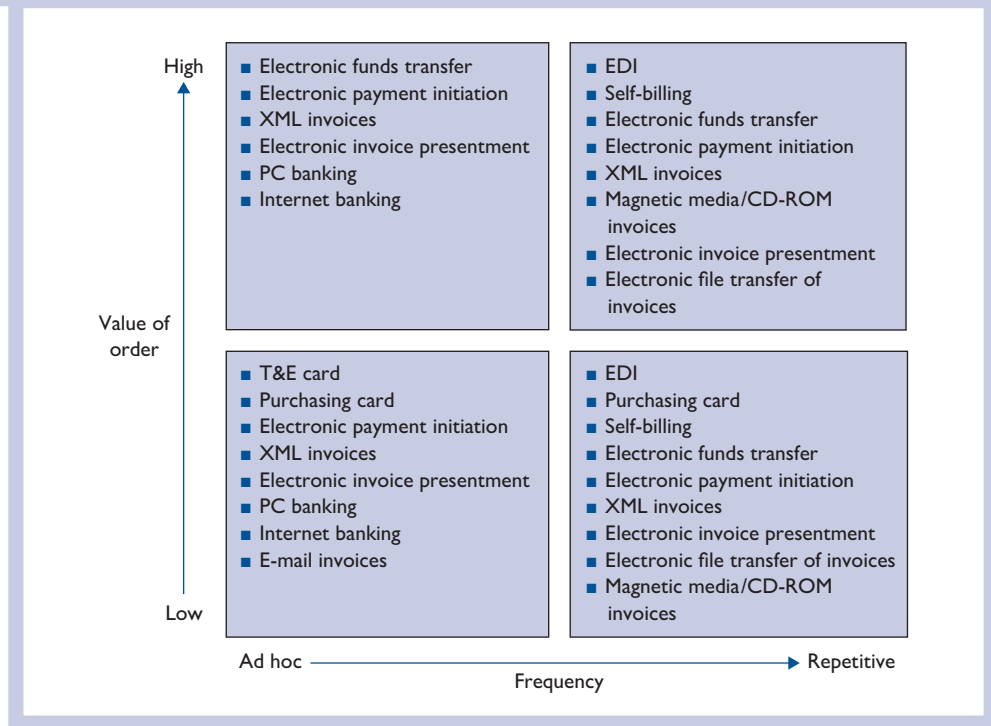 High
■ Electronic funds transfer
■ Electronic payment initiation
■ XML invoices
■ Electronic invoice presentment
■ PC banking
■ Internet banking
■ EDI
■ Self-billing
■ Electronic funds transfer
■ Electronic payment initiation
■ XML invoices
■ Magnetic media/CD-ROM
invoices
■ Electronic invoice presentment
■ Electronic file transfer of
invoices
Value of
order
■ T&E card
■ Purchasing card
■ Electronic payment initiation
■ XML invoices
■ Electronic invoice presentment
■ PC banking
■ Internet banking
■ E-mail invoices
■ EDI
■ Purchasing card
■ Self-billing
■ Electronic funds transfer
■ Electronic payment initiation
■ XML invoices
■ Electronic invoice presentment
■ Electronic file transfer of invoices
■ Magnetic media/CD-ROM
invoices
Low
Ad hoc
Repetitive
Frequency